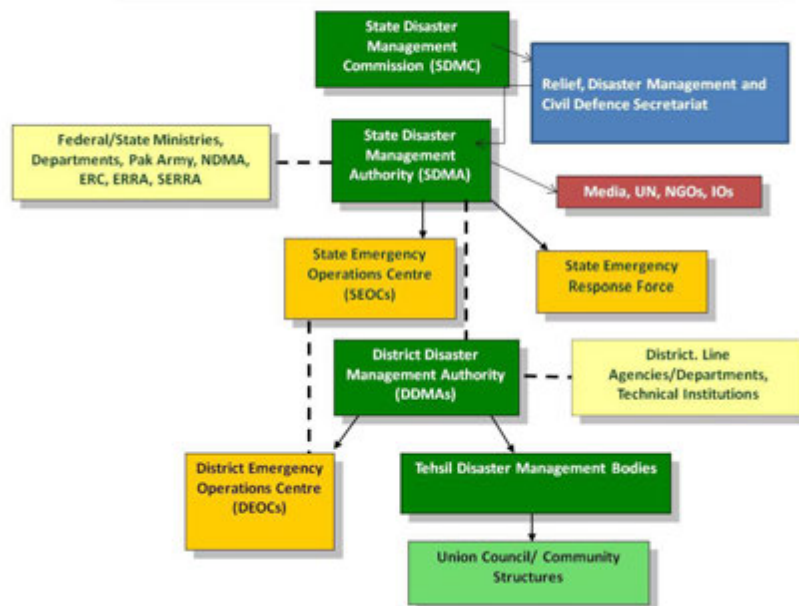 State Disaster
Management
Commission (SDMC)
Relief, Disaster Management and
Civil Defence Secretariat
Federal/State Ministries,
Departments, Pak Army, NDMA,
ERC, ERRA, SERRA
State Disaster
Management
Authority (SDMA)
Media, UN, NGOs, IOs
State Emergency
Operations Centre
(SEOCs)
State Emergency
Response Force
District Disaster
Management Authority
(DDMAs)
District. Line
Agencies/Departments,
Technical Institutions
District Emergency
Operations Centre
(DEOCs)
Tehsil Disaster Management Bodies
Union Council/ Community
Structures